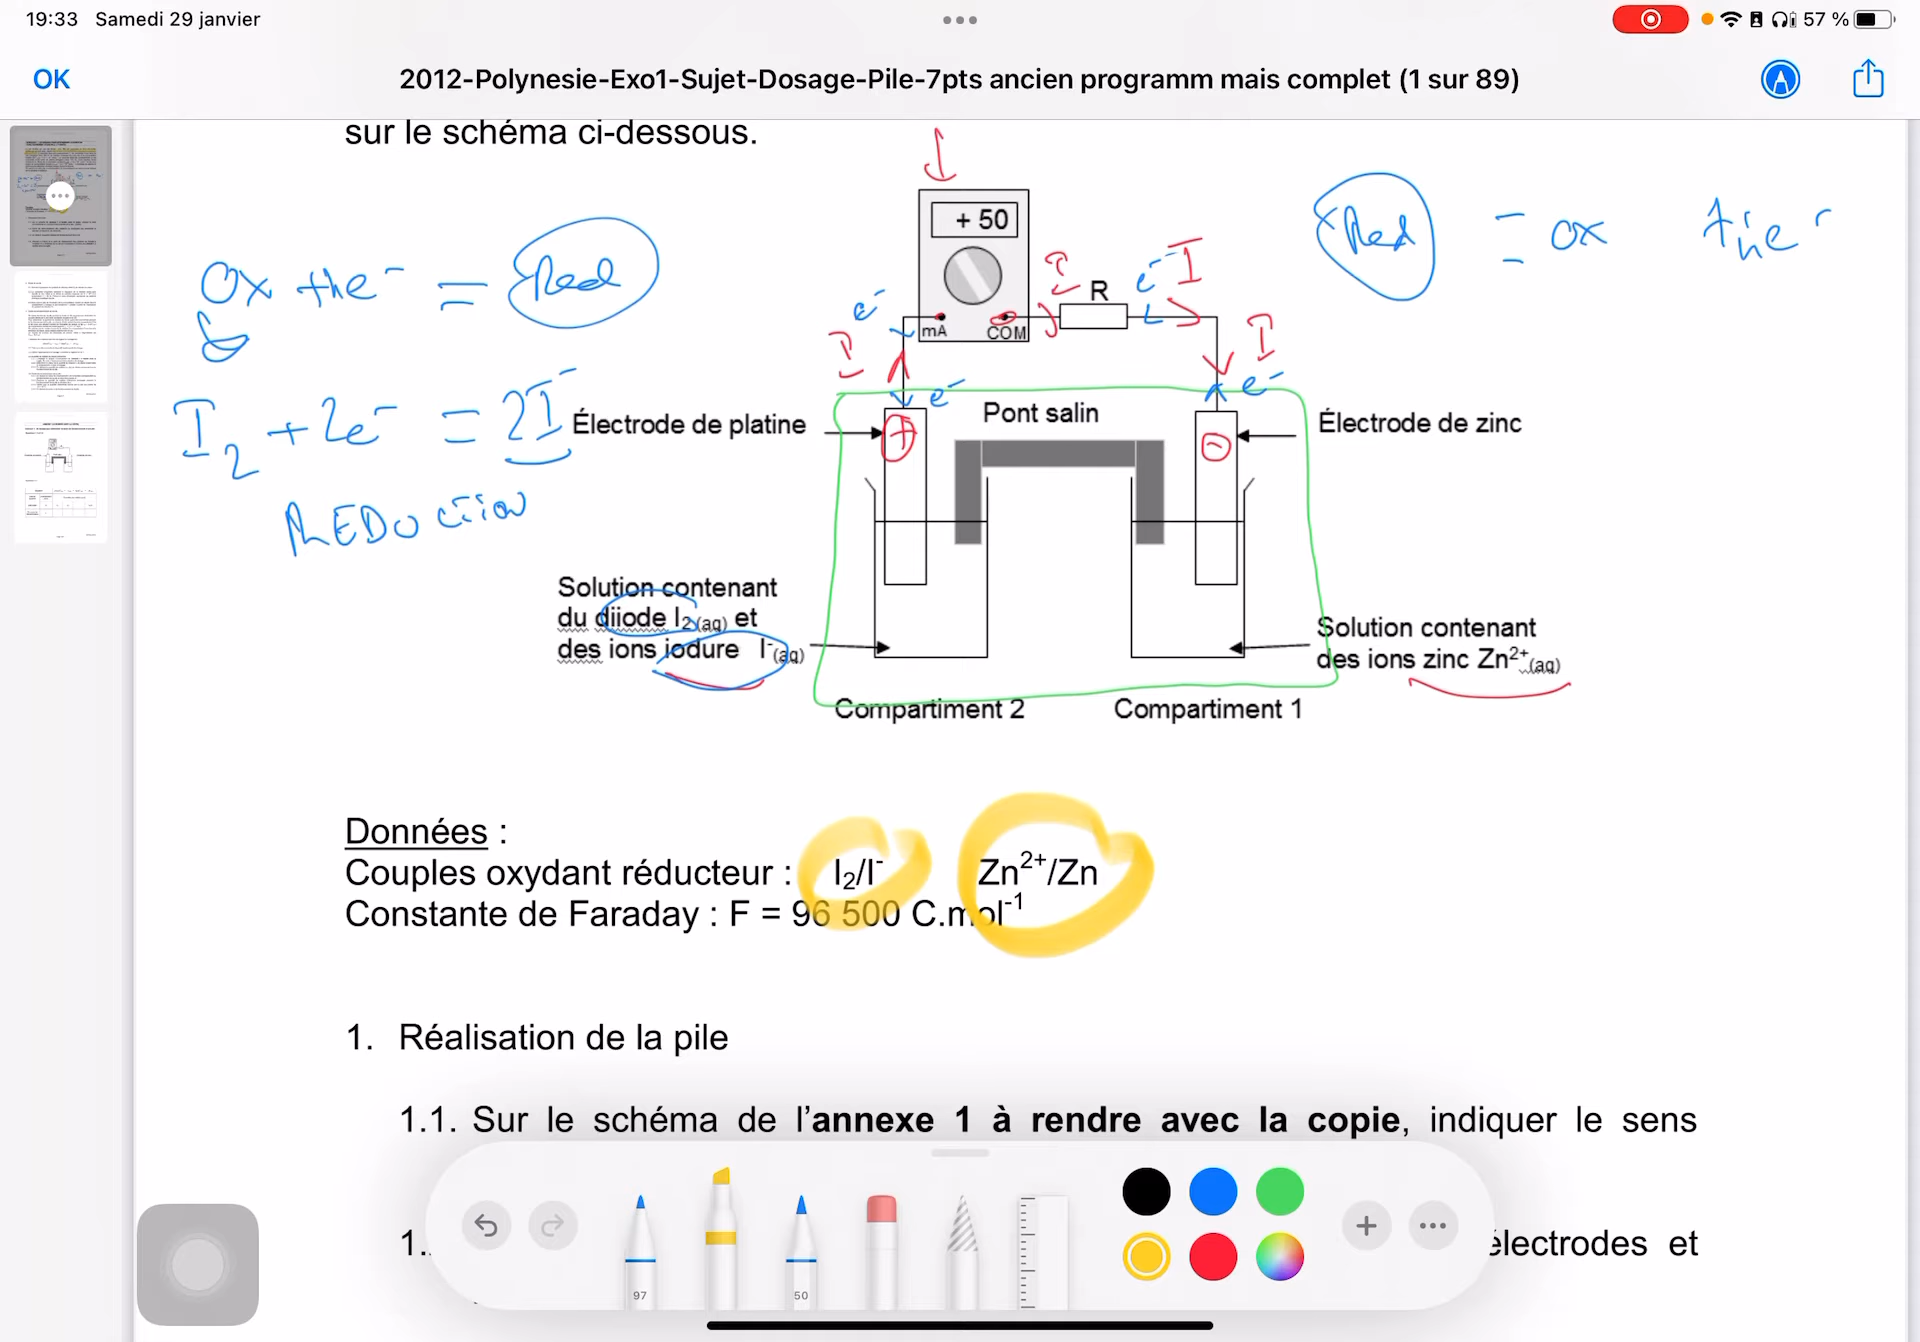 19:33 Samedi 29 janvier
57 %
OK
2012-Polynesie-Exo1-Sujet-Dosage-Pile-7pts ancien programm mais complet (1 sur 89)
sur le schéma ci-dessous.
+ 50
mA
COM
R
I
I
I
I
e⁻
e⁻
e⁻
e⁻
Ox + ne⁻ = Red
Red = ox + ne⁻
I₂ + 2e⁻ = 2I⁻
REDuction
Électrode de platine
+
Pont salin
-
Électrode de zinc
Solution contenant
du diiode I₂(aq) et
des ions iodure I⁻(aq)
Solution contenant
des ions zinc Zn²⁺(aq)
Compartiment 2
Compartiment 1
Données :
Couples oxydant réducteur : I₂/I⁻ Zn²⁺/Zn
Constante de Faraday : F = 96 500 C.mol⁻¹
1. Réalisation de la pile
1.1. Sur le schéma de l'annexe 1 à rendre avec la copie, indiquer le sens
1.
électrodes et
97
50